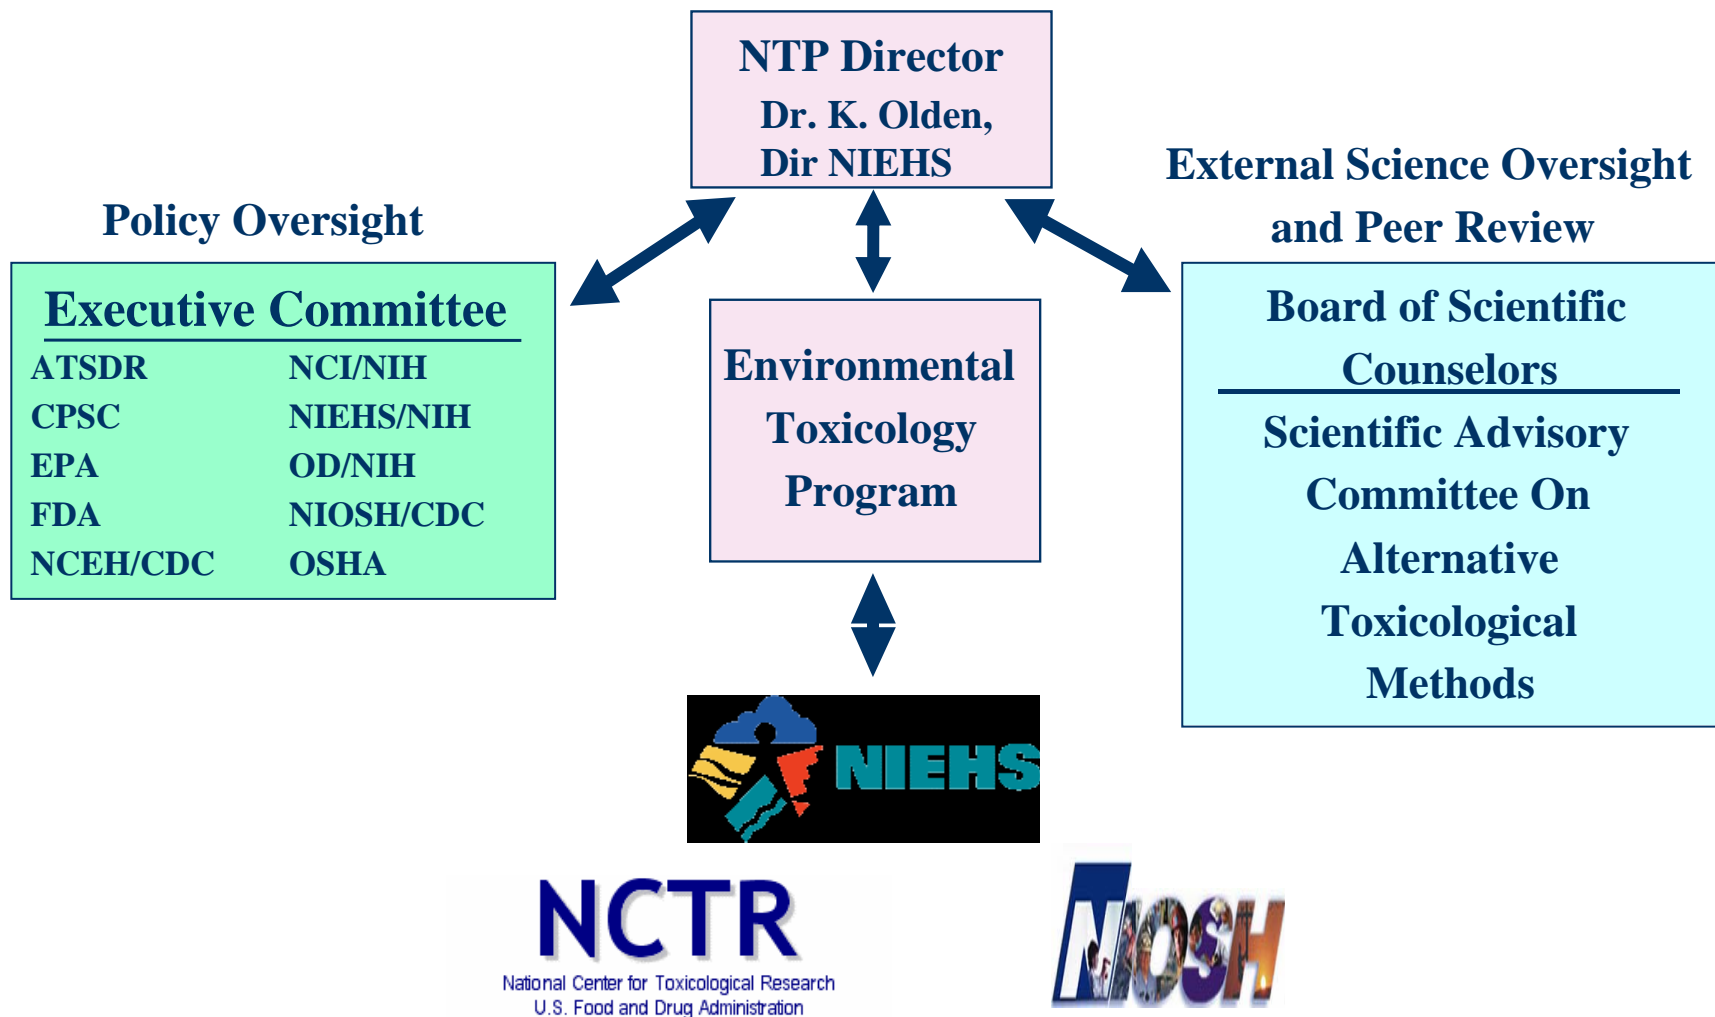 NTP Director
Dr. K. Olden,
Dir NIEHS
Policy Oversight
Executive Committee
ATSDR NCI/NIH
CPSC NIEHS/NIH
EPA OD/NIH
FDA NIOSH/CDC
NCEH/CDC OSHA
Environmental
Toxicology
Program
External Science Oversight
and Peer Review
Board of Scientific
Counselors
Scientific Advisory
Committee On
Alternative
Toxicological
Methods
NIEHS
NCTR
National Center for Toxicological Research
U.S. Food and Drug Administration
NIOSH